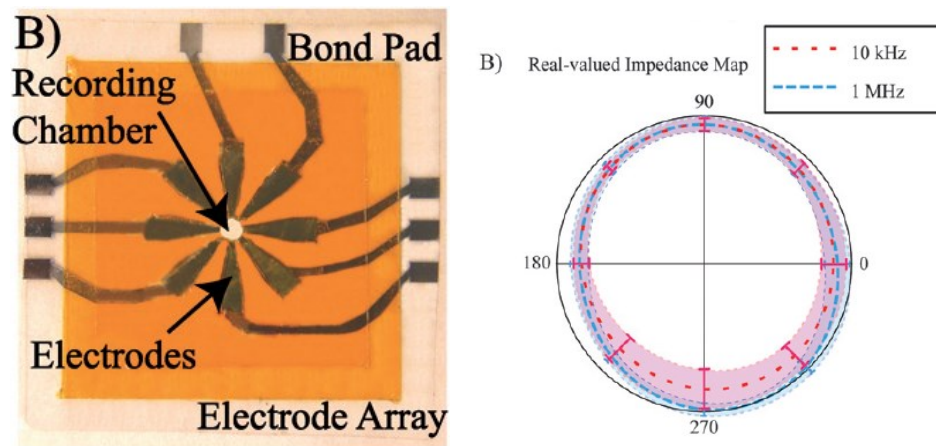 B)
Bond Pad
Recording
Chamber
Electrodes
Electrode Array
B) Real-valued Impedance Map
10 kHz
1 MHz
90
180
0
270